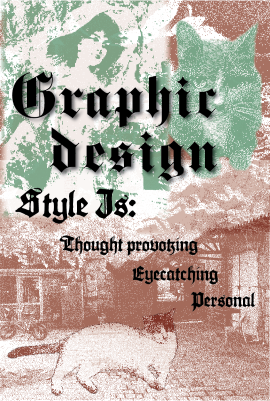 Graphic
design
Style Is:
Thought provoking
Eyecatching
Personal